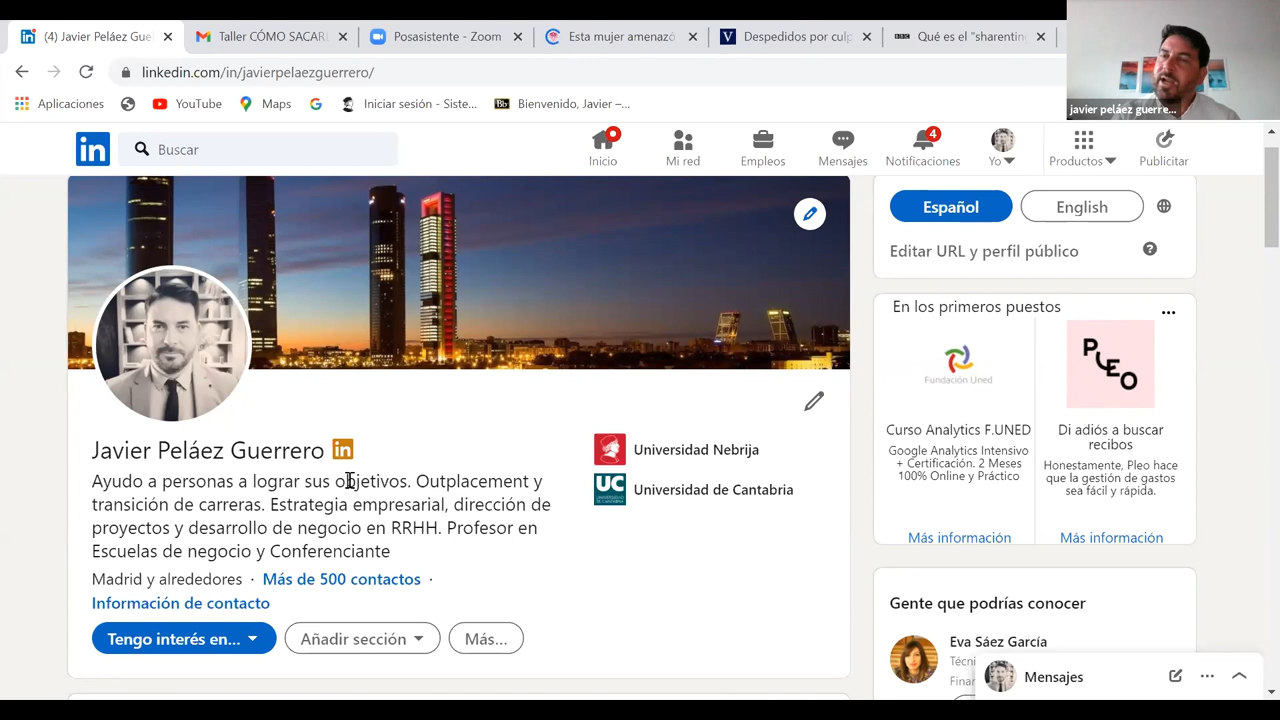 (4) Javier Peláez Gue
Taller CÓMO SACAR
Posasistente - Zoom
Esta mujer amenazó
Despedidos por culp
BBC
Qué es el "sharentin
linkedin.com/in/javierpelaezguerrero/
javier peláez guerre...
Aplicaciones
YouTube
Maps
G
Iniciar sesión - Siste...
Bb
Bienvenido, Javier –...
in
Buscar
Inicio
Mi red
Empleos
Mensajes
4
Notificaciones
Yo
Productos
Publicitar
Español
English
Editar URL y perfil público
?
En los primeros puestos
Fundación Uned
PLEO
Curso Analytics F.UNED
Google Analytics Intensivo
+ Certificación. 2 Meses
100% Online y Práctico
Más información
Di adiós a buscar
recibos
Honestamente, Pleo hace
que la gestión de gastos
sea fácil y rápida.
Más información
Javier Peláez Guerrero in
Ayudo a personas a lograr sus objetivos. Outplacement y
transición de carreras. Estrategia empresarial, dirección de
proyectos y desarrollo de negocio en RRHH. Profesor en
Escuelas de negocio y Conferenciante
Universidad Nebrija
UC
Universidad de Cantabria
Madrid y alrededores · Más de 500 contactos ·
Información de contacto
Tengo interés en...
Añadir sección
Más...
Gente que podrías conocer
Eva Sáez García
Técni
Finan
Mensajes